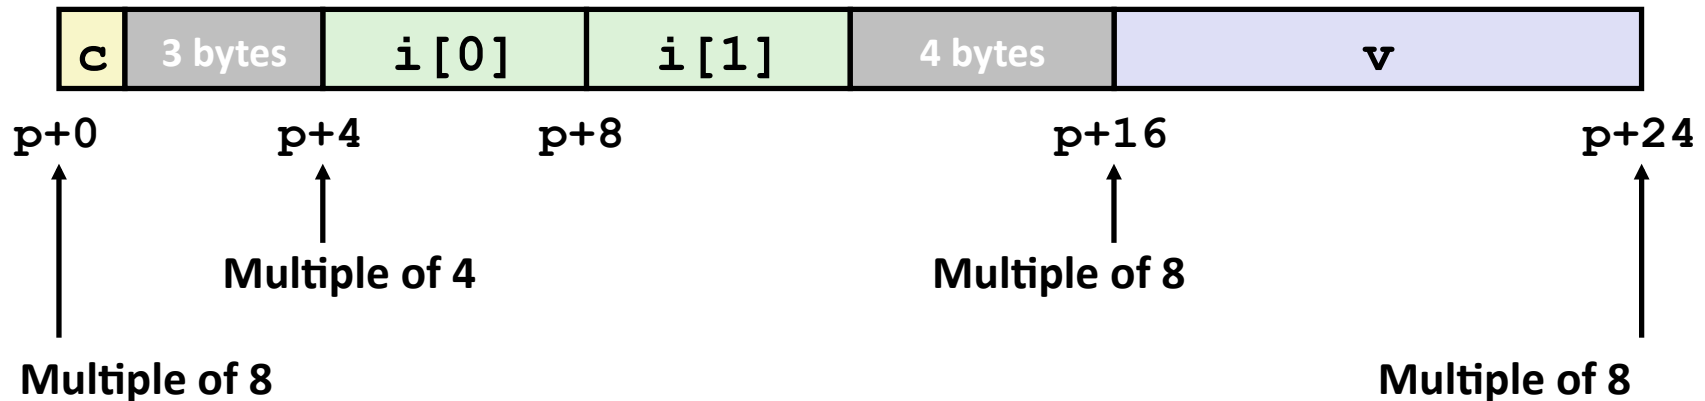 c 3 bytes i[0] i[1] 4 bytes v
p+0 p+4 p+8 p+16 p+24
Multiple of 4 Multiple of 8
Multiple of 8 Multiple of 8